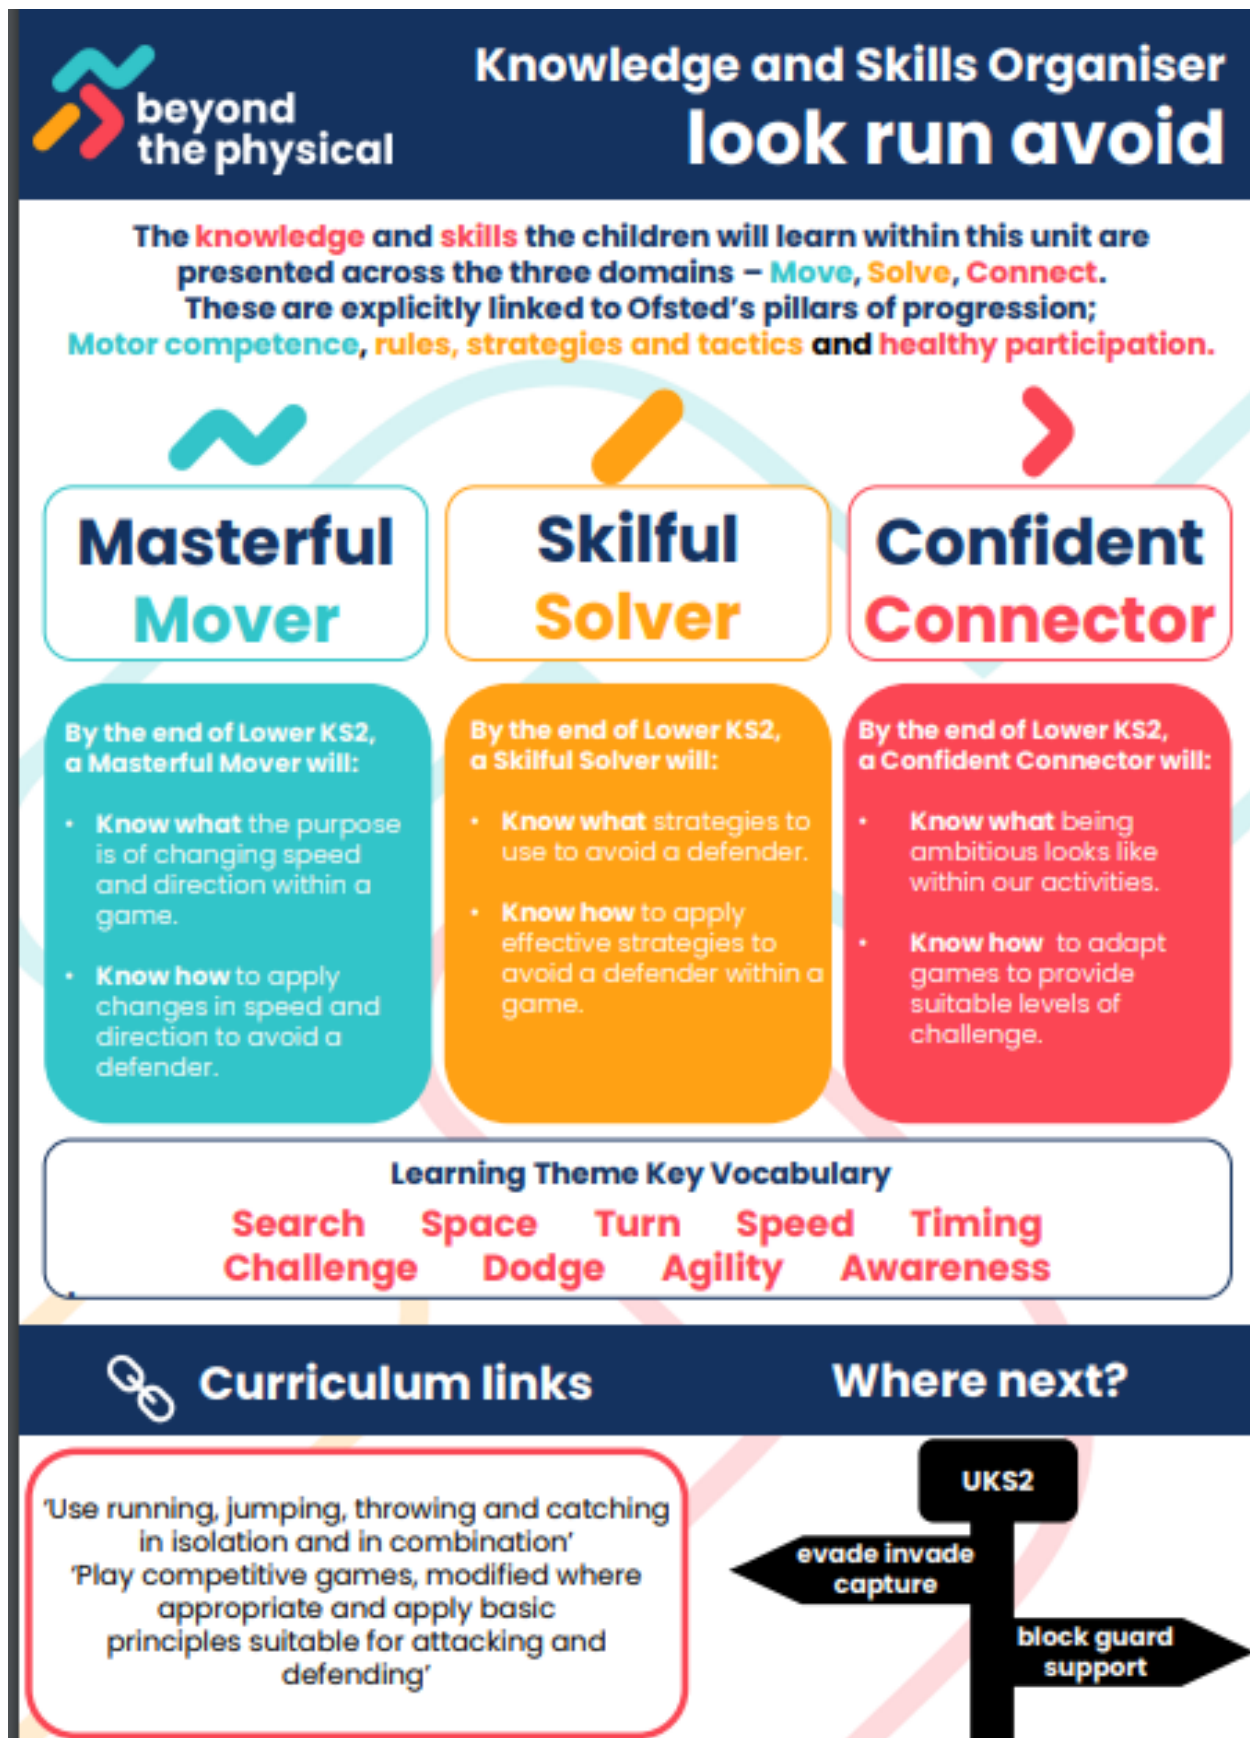 beyond
the physical
Knowledge and Skills Organiser
look run avoid
The knowledge and skills the children will learn within this unit are
presented across the three domains – Move, Solve, Connect.
These are explicitly linked to Ofsted's pillars of progression;
Motor competence, rules, strategies and tactics and healthy participation.
Masterful
Mover
By the end of Lower KS2,
a Masterful Mover will:
• Know what the purpose
is of changing speed
and direction within a
game.
• Know how to apply
changes in speed and
direction to avoid a
defender.
Skilful
Solver
By the end of Lower KS2,
a Skilful Solver will:
• Know what strategies to
use to avoid a defender.
• Know how to apply
effective strategies to
avoid a defender within a
game.
Confident
Connector
By the end of Lower KS2,
a Confident Connector will:
• Know what being
ambitious looks like
within our activities.
• Know how to adapt
games to provide
suitable levels of
challenge.
Learning Theme Key Vocabulary
Search Space Turn Speed Timing
Challenge Dodge Agility Awareness
Curriculum links
'Use running, jumping, throwing and catching
in isolation and in combination'
'Play competitive games, modified where
appropriate and apply basic
principles suitable for attacking and
defending'
Where next?
UKS2
evade invade
capture
block guard
support